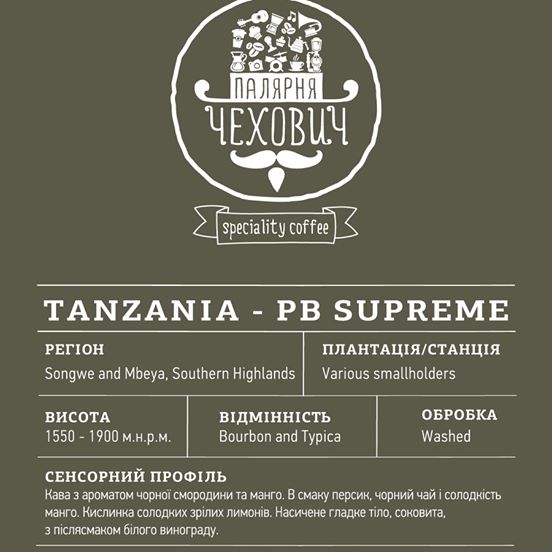 ПАЛЯРНЯ
ЧЕХОВИЧ
speciality coffee
TANZANIA - PB SUPREME
РЕГІОН
Songwe and Mbeya, Southern Highlands
ПЛАНТАЦІЯ/СТАНЦІЯ
Various smallholders
ВИСОТА
1550 - 1900 м.н.р.м.
ВІДМІННІСТЬ
Bourbon and Typica
ОБРОБКА
Washed
СЕНСОРНИЙ ПРОФІЛЬ
Кава з ароматом чорної смородини та манго. В смаку персик, чорний чай і солодкість
манго. Кислинка солодких зрілих лимонів. Насичене гладке тіло, соковита,
з післясмаком білого винограду.